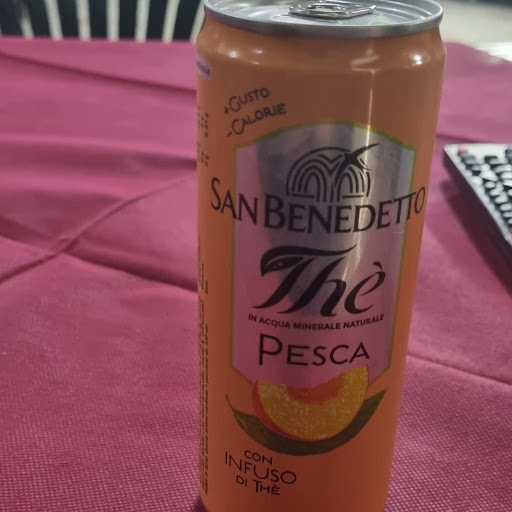 +GUSTO
-CALORIE
SAN BENEDETTO
Thè
IN ACQUA MINERALE NATURALE
PESCA
CON
INFUSO
DI THÈ